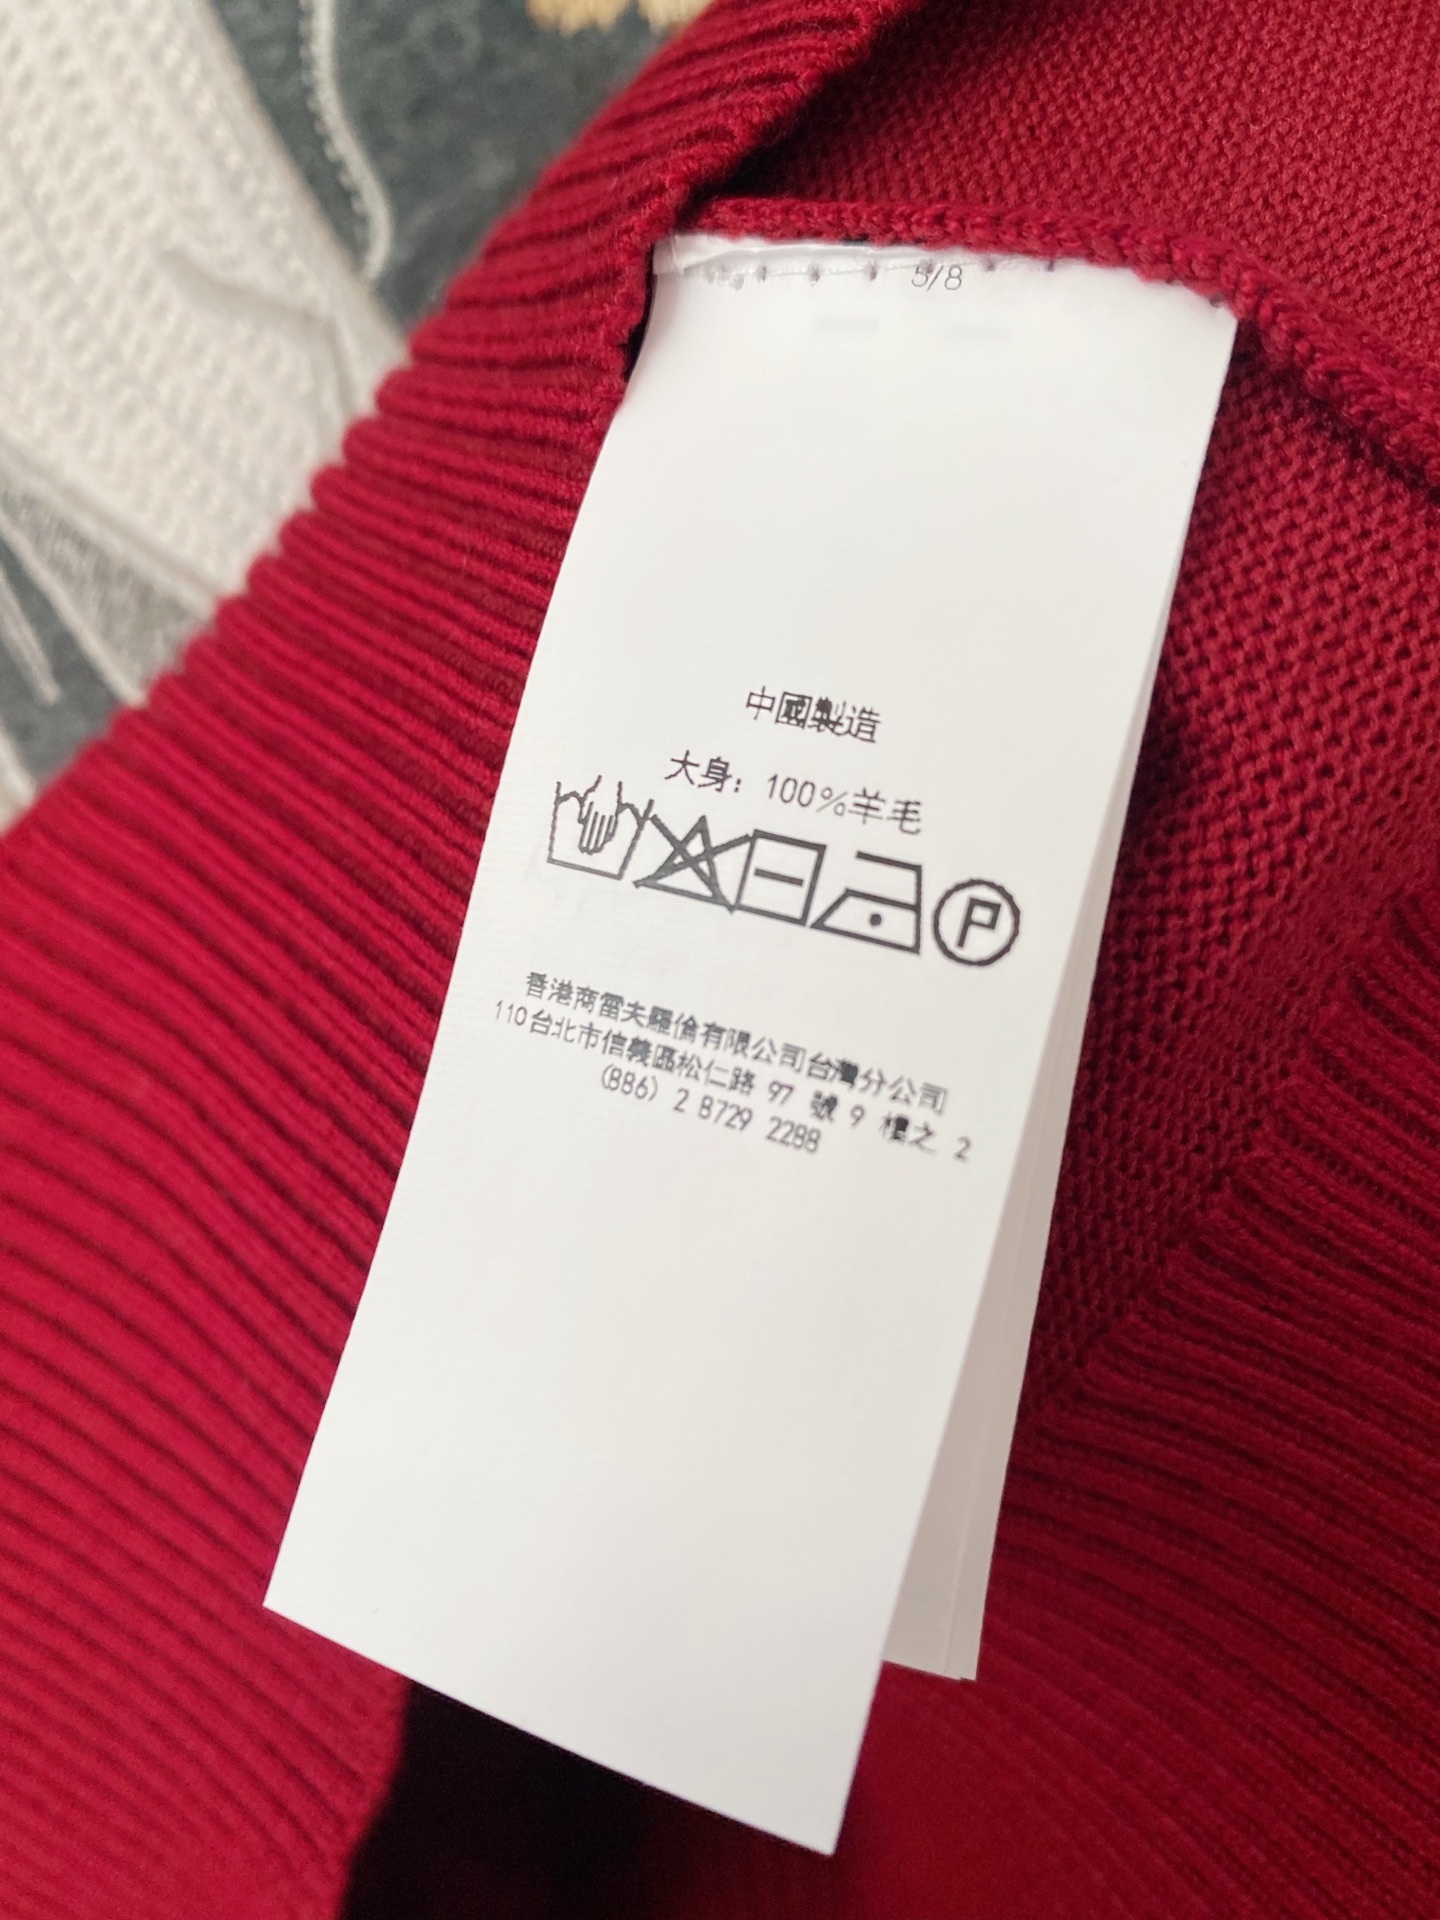 5/8
中國製造
大身：100%羊毛
P
香港商雷夫羅倫有限公司台灣分公司
110台北市信義區松仁路 97 號 9 樓之 2
(886) 2 8729 2288